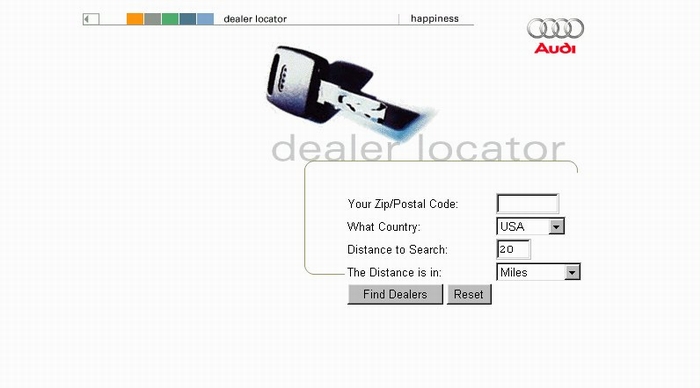 dealer locator
happiness
Audi
dealer locator
Your Zip/Postal Code:
What Country: USA
Distance to Search: 20
The Distance is in: Miles
Find Dealers Reset